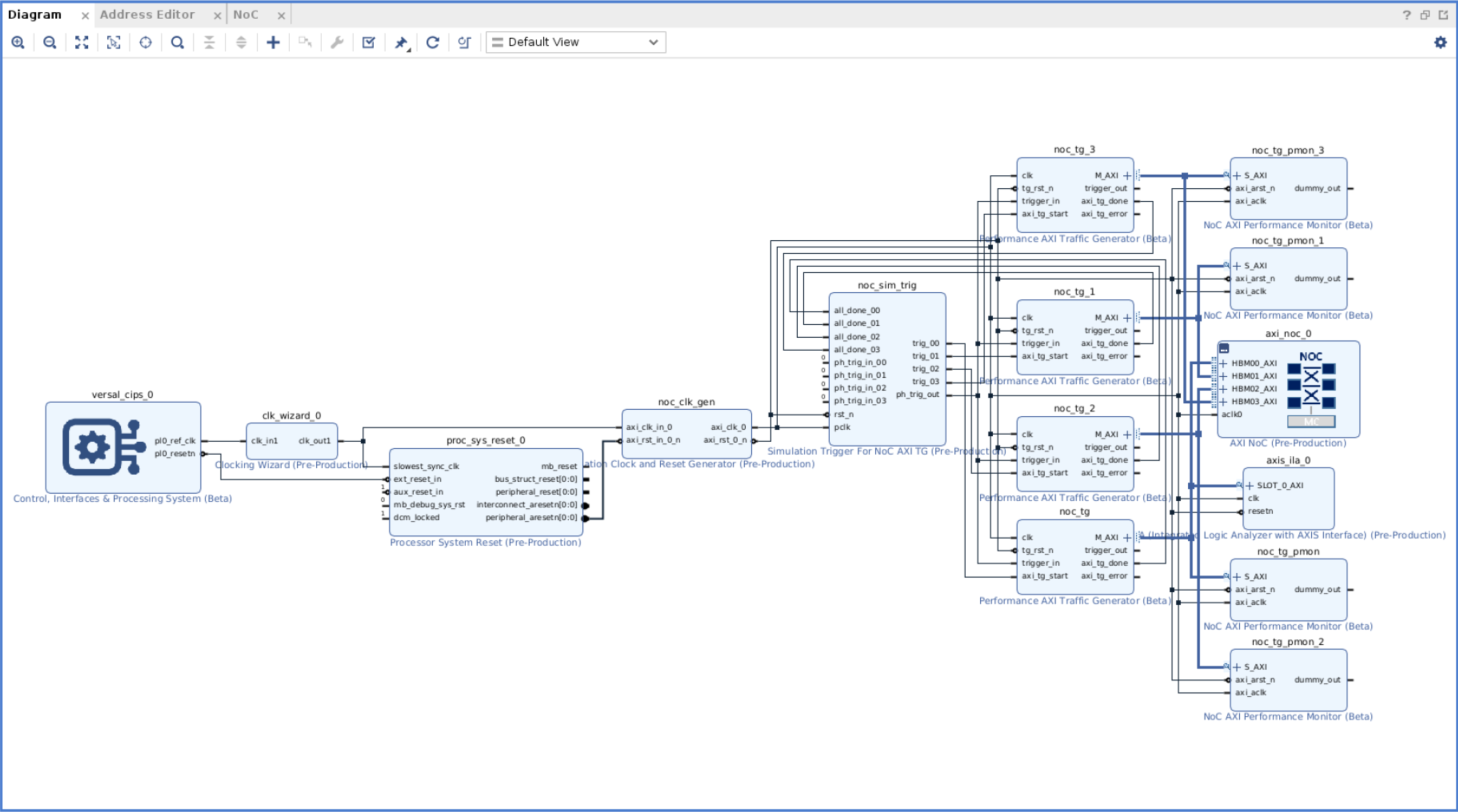 Diagram
Address Editor
NoC
Default View
versal_cips_0
pl0_ref_clk
pl0_resetn
Control, Interfaces & Processing System (Beta)
clk_wizard_0
clk_in1
clk_out1
Clocking Wizard (Pre-Production)
proc_sys_reset_0
slowest_sync_clk
mb_reset
ext_reset_in
bus_struct_reset[0:0]
1
aux_reset_in
peripheral_reset[0:0]
0
mb_debug_sys_rst
interconnect_aresetn[0:0]
1
dcm_locked
peripheral_aresetn[0:0]
Processor System Reset (Pre-Production)
noc_clk_gen
axi_clk_in_0
axi_clk_0
axi_rst_in_0_n
axi_rst_0_n
Clock and Reset Generator (Pre-Production)
noc_sim_trig
all_done_00
all_done_01
all_done_02
all_done_03
0
ph_trig_in_00
0
ph_trig_in_01
0
ph_trig_in_02
0
ph_trig_in_03
rst_n
pclk
trig_00
trig_01
trig_02
trig_03
ph_trig_out
Simulation Trigger For NoC AXI TG (Pre-Production)
noc_tg_3
clk
M_AXI
tg_rst_n
trigger_out
trigger_in
axi_tg_done
axi_tg_start
axi_tg_error
Performance AXI Traffic Generator (Beta)
noc_tg_1
clk
M_AXI
tg_rst_n
trigger_out
trigger_in
axi_tg_done
axi_tg_start
axi_tg_error
Performance AXI Traffic Generator (Beta)
noc_tg_2
clk
M_AXI
tg_rst_n
trigger_out
trigger_in
axi_tg_done
axi_tg_start
axi_tg_error
Performance AXI Traffic Generator (Beta)
noc_tg
clk
M_AXI
tg_rst_n
trigger_out
trigger_in
axi_tg_done
axi_tg_start
axi_tg_error
Performance AXI Traffic Generator (Beta)
noc_tg_pmon_3
S_AXI
axi_arst_n
dummy_out
axi_aclk
NoC AXI Performance Monitor (Beta)
noc_tg_pmon_1
S_AXI
axi_arst_n
dummy_out
axi_aclk
NoC AXI Performance Monitor (Beta)
axi_noc_0
NOC
HBM00_AXI
HBM01_AXI
HBM02_AXI
HBM03_AXI
aclk0
AXI NoC (Pre-Production)
axis_ila_0
SLOT_0_AXI
clk
resetn
Logic Analyzer with AXIS Interface) (Pre-Production)
noc_tg_pmon
S_AXI
axi_arst_n
dummy_out
axi_aclk
NoC AXI Performance Monitor (Beta)
noc_tg_pmon_2
S_AXI
axi_arst_n
dummy_out
axi_aclk
NoC AXI Performance Monitor (Beta)